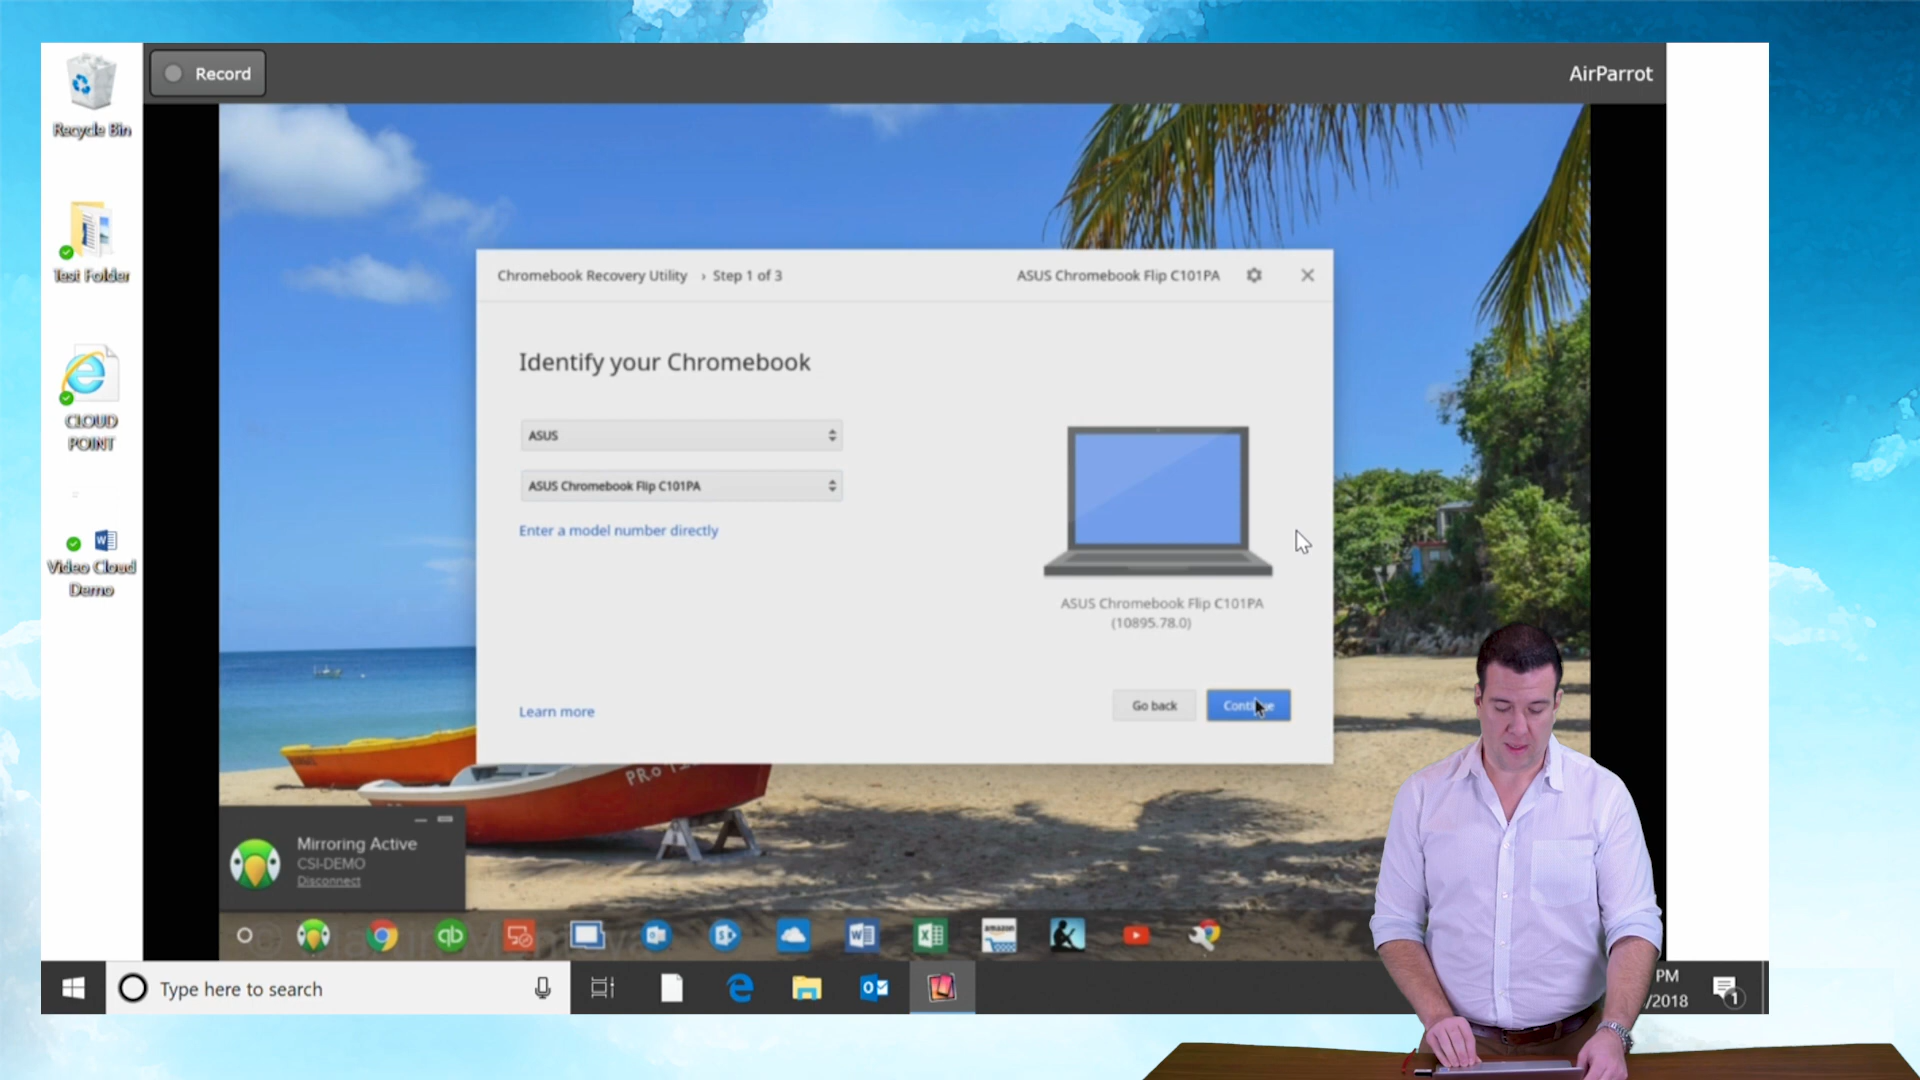 Record
AirParrot
Recycle Bin
Test Folder
CLOUD
POINT
Video Cloud
Demo
Chromebook Recovery Utility › Step 1 of 3
ASUS Chromebook Flip C101PA
Identify your Chromebook
ASUS
ASUS Chromebook Flip C101PA
Enter a model number directly
ASUS Chromebook Flip C101PA
(10895.78.0)
Learn more
Go back
Mirroring Active
CSI-DEMO
Disconnect
amazon
Type here to search
PM
/2018
1